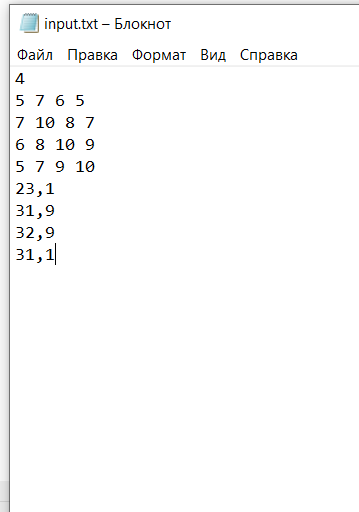 input.txt – Блокнот
Файл Правка Формат Вид Справка
4
5 7 6 5
7 10 8 7
6 8 10 9
5 7 9 10
23,1
31,9
32,9
31,1